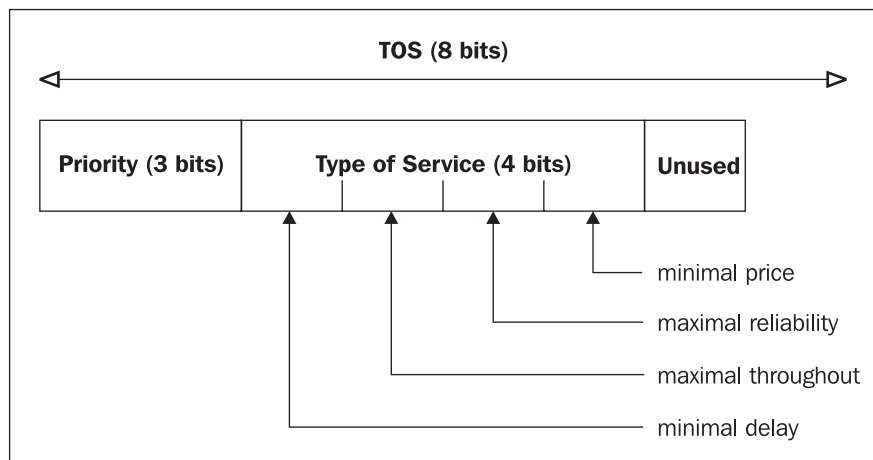 TOS (8 bits)
Priority (3 bits)
Type of Service (4 bits)
Unused
minimal price
maximal reliability
maximal throughout
minimal delay